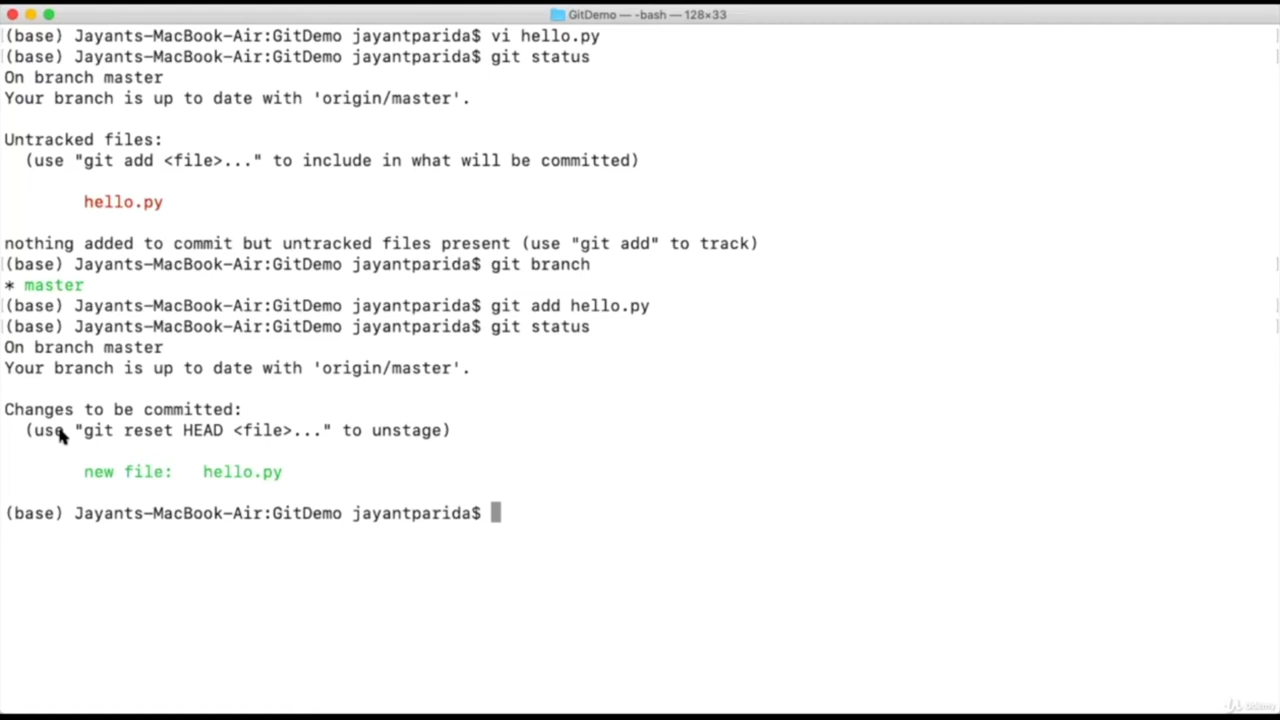 GitDemo — -bash — 128×33
(base) Jayants-MacBook-Air:GitDemo jayantparida$ vi hello.py
(base) Jayants-MacBook-Air:GitDemo jayantparida$ git status
On branch master
Your branch is up to date with 'origin/master'.
Untracked files:
(use "git add <file>..." to include in what will be committed)
hello.py
nothing added to commit but untracked files present (use "git add" to track)
(base) Jayants-MacBook-Air:GitDemo jayantparida$ git branch
* master
(base) Jayants-MacBook-Air:GitDemo jayantparida$ git add hello.py
(base) Jayants-MacBook-Air:GitDemo jayantparida$ git status
On branch master
Your branch is up to date with 'origin/master'.
Changes to be committed:
(use "git reset HEAD <file>..." to unstage)
new file: hello.py
(base) Jayants-MacBook-Air:GitDemo jayantparida$
Udemy